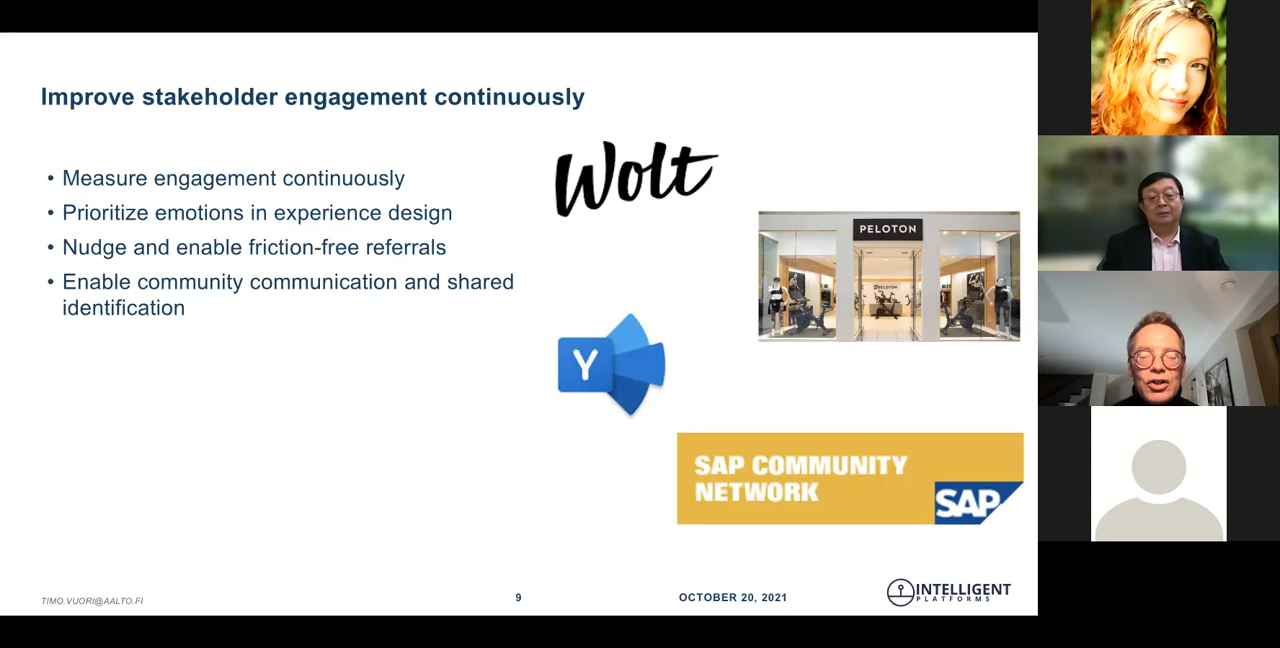 Improve stakeholder engagement continuously
• Measure engagement continuously
• Prioritize emotions in experience design
• Nudge and enable friction-free referrals
• Enable community communication and shared
identification
Wolt
PELOTON
PELOTON
Y
SAP COMMUNITY
NETWORK
SAP
TIMO.VUORI@AALTO.FI
9
OCTOBER 20, 2021
INTELLIGENT
PLATFORMS